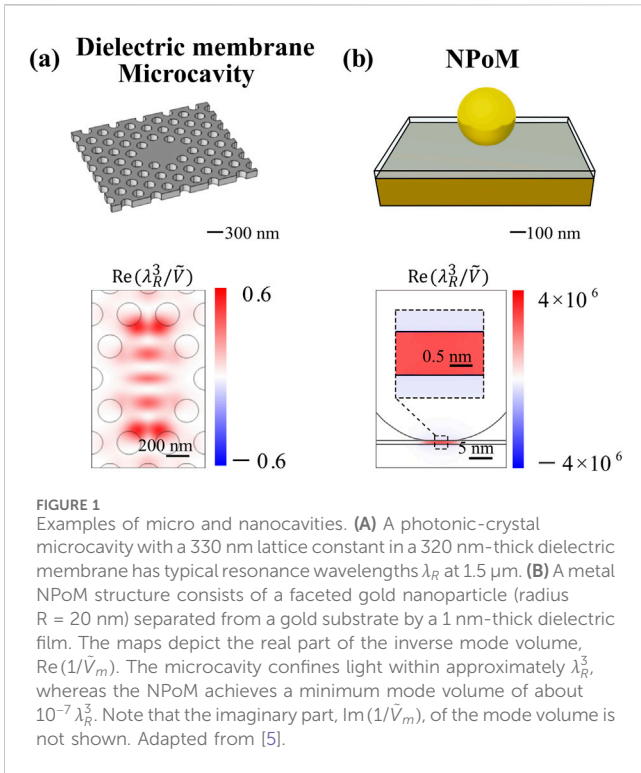 (a) Dielectric membrane
Microcavity
(b) NPoM
300 nm
100 nm
Re(λ_R^3/Ṽ)
0.6
200 nm
− 0.6
Re(λ_R^3/Ṽ)
4×10^6
0.5 nm
5 nm
− 4×10^6
FIGURE 1
Examples of micro and nanocavities. (A) A photonic-crystal
microcavity with a 330 nm lattice constant in a 320 nm-thick dielectric
membrane has typical resonance wavelengths λ_R at 1.5 μm. (B) A metal
NPoM structure consists of a faceted gold nanoparticle (radius
R = 20 nm) separated from a gold substrate by a 1 nm-thick dielectric
film. The maps depict the real part of the inverse mode volume,
Re(1/Ṽ_m). The microcavity confines light within approximately λ_R^3,
whereas the NPoM achieves a minimum mode volume of about
10^−7 λ_R^3. Note that the imaginary part, Im(1/Ṽ_m), of the mode volume is
not shown. Adapted from [5].